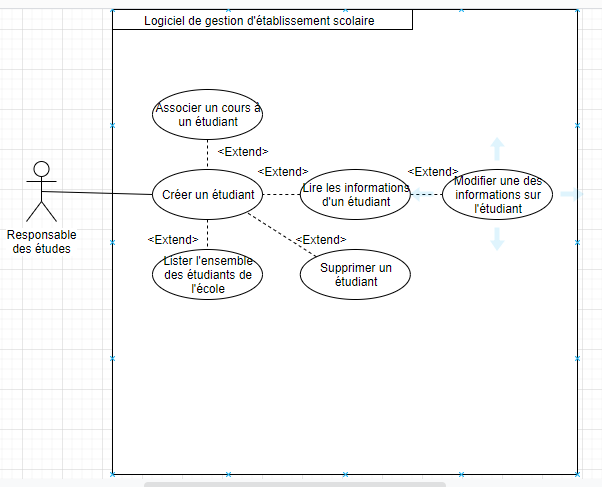 Logiciel de gestion d'établissement scolaire
Associer un cours à
un étudiant
<Extend>
<Extend>
<Extend>
Créer un étudiant
Lire les informations
d'un étudiant
Modifier une des
informations sur
l'étudiant
Responsable
des études
<Extend>
<Extend>
Lister l'ensemble
des étudiants de
l'école
Supprimer un
étudiant